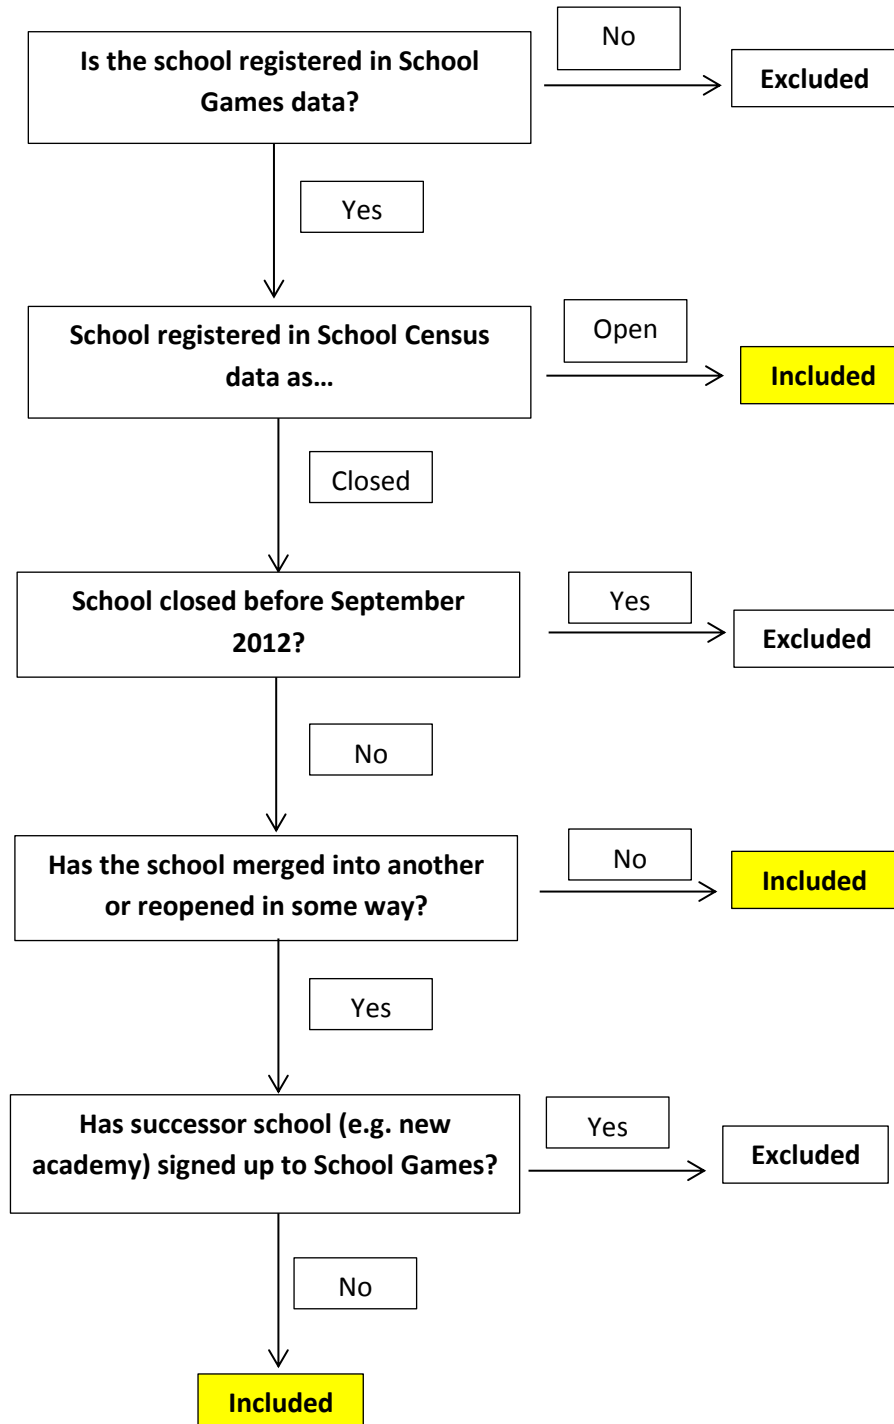 No
Is the school registered in School
Games data?
Excluded
Yes
School registered in School Census
data as…
Open
Included
Closed
School closed before September
2012?
Yes
Excluded
No
Has the school merged into another
or reopened in some way?
No
Included
Yes
Has successor school (e.g. new
academy) signed up to School Games?
Yes
Excluded
No
Included